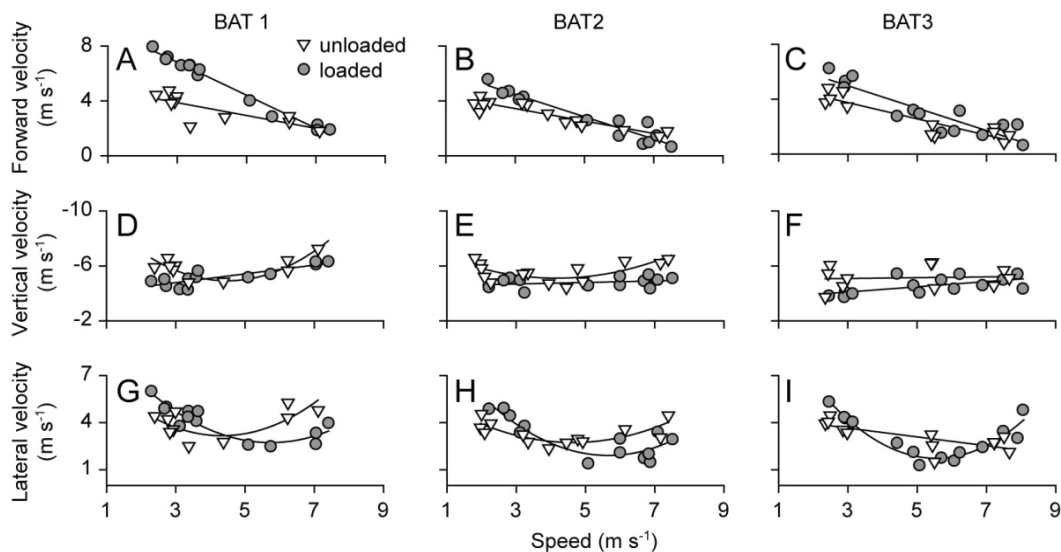 BAT 1 BAT2 BAT3
Forward velocity
(m s⁻¹)
8
4
0
A
unloaded
loaded
B
C
Vertical velocity
(m s⁻¹)
-10
-6
-2
D
E
F
Lateral velocity
(m s⁻¹)
7
4
1
G
H
I
1 3 5 7 9 1 3 5 7 9 1 3 5 7 9
Speed (m s⁻¹)